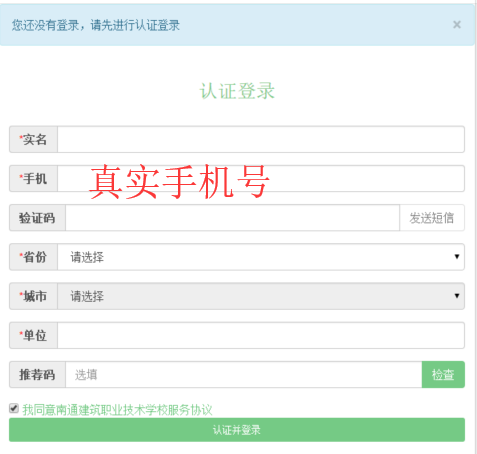 您还没有登录，请先进行认证登录 ×
认证登录
*实名
*手机 真实手机号
验证码 发送短信
*省份 请选择
*城市 请选择
*单位
推荐码 选填 检查
我同意南通建筑职业技术学校服务协议
认证并登录